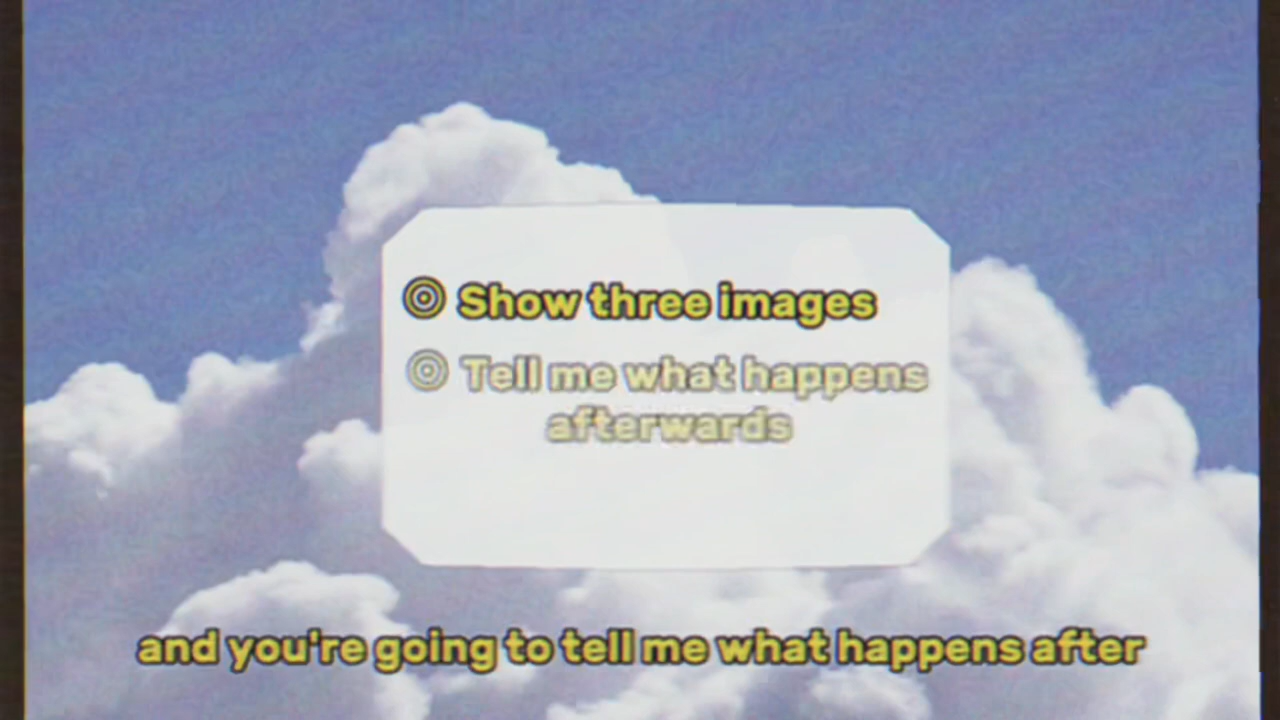 Show three images
Tell me what happens
afterwards
and you're going to tell me what happens after